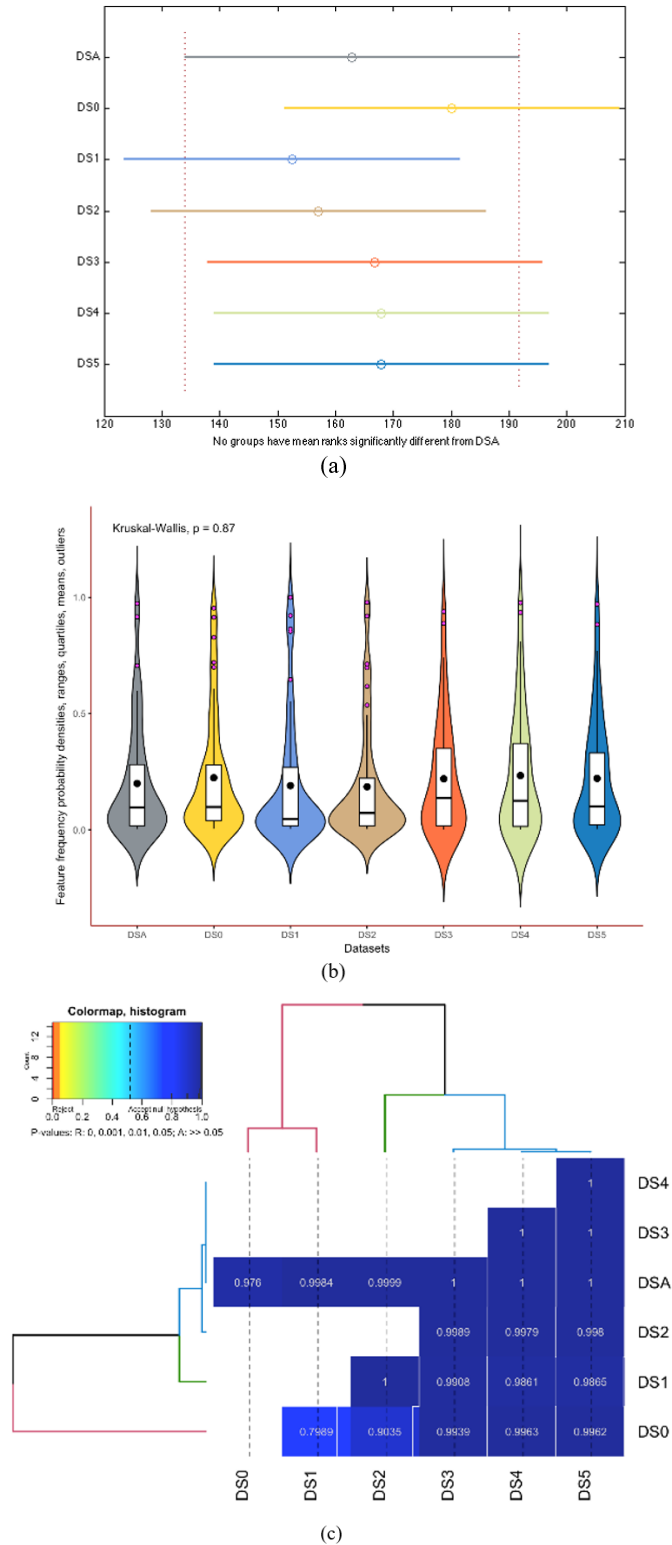 DSA
DS0
DS1
DS2
DS3
DS4
DS5
120 130 140 150 160 170 180 190 200 210
No groups have mean ranks significantly different from DSA
(a)
Kruskal-Wallis, p = 0.87
Feature frequency probability densities, ranges, quartiles, means, outliers
1.0
0.5
0.0
DSA DS0 DS1 DS2 DS3 DS4 DS5
Datasets
(b)
Colormap, histogram
Count
0 4 8 12
Reject Accept null hypothesis
0.0 0.2 0.4 0.6 0.8 1.0
P-values: R: 0, 0.001, 0.01, 0.05; A: >> 0.05
1 DS4
1 1 DS3
0.976 0.9984 0.9999 1 1 1 DSA
0.9989 0.9979 0.998 DS2
1 0.9908 0.9861 0.9865 DS1
0.7989 0.9035 0.9939 0.9963 0.9962 DS0
DS0 DS1 DS2 DS3 DS4 DS5
(c)